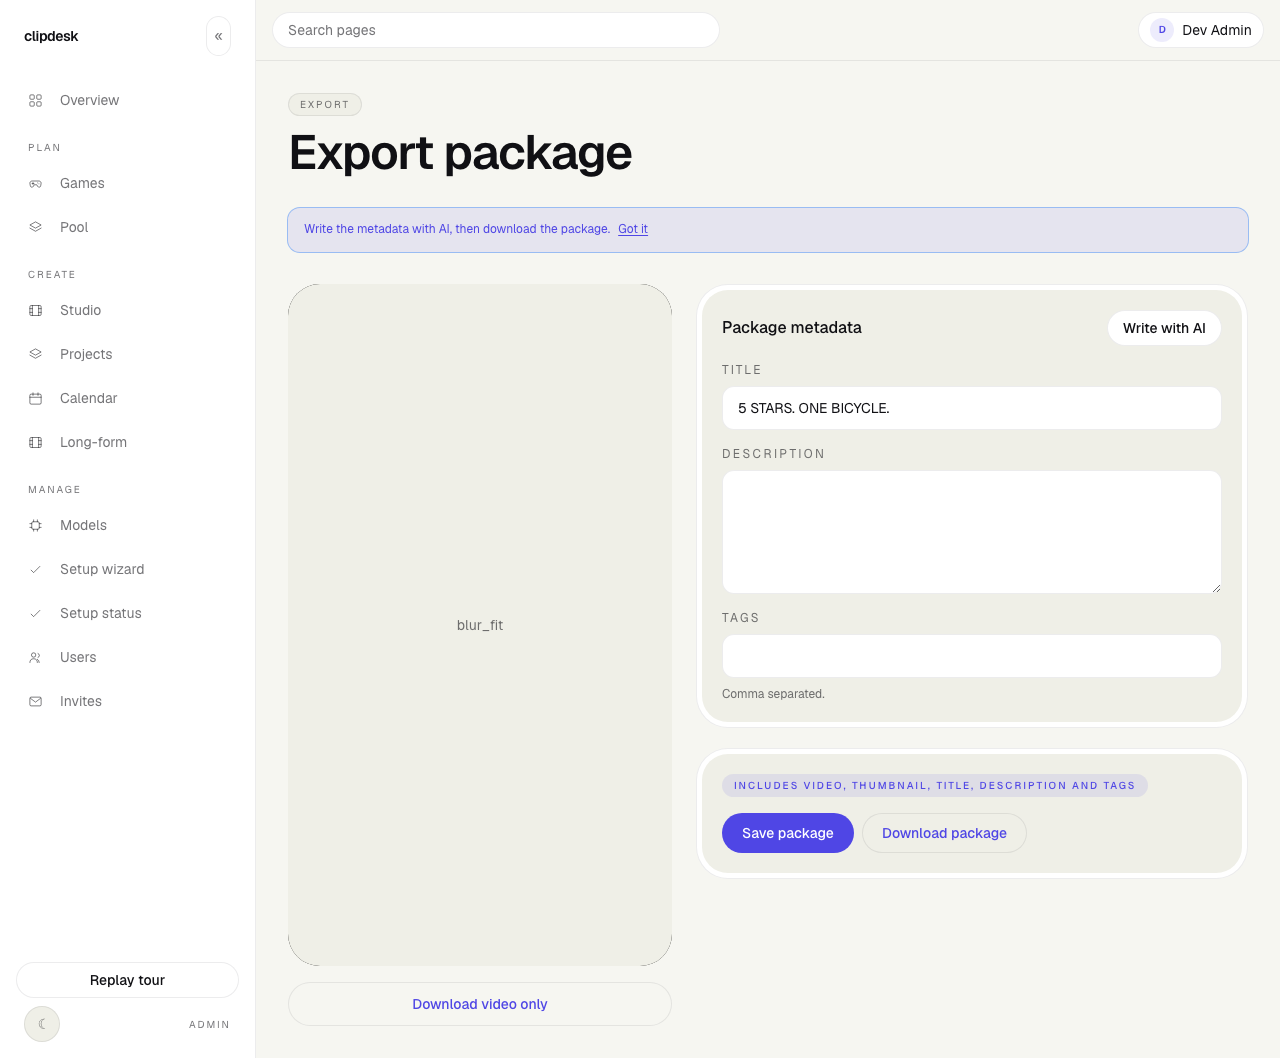 clipdesk
«
Search pages
D
Dev Admin
Overview
PLAN
Games
Pool
CREATE
Studio
Projects
Calendar
Long-form
MANAGE
Models
Setup wizard
Setup status
Users
Invites
Replay tour
ADMIN
EXPORT
Export package
Write the metadata with AI, then download the package. Got it
blur_fit
Download video only
Package metadata
Write with AI
TITLE
5 STARS. ONE BICYCLE.
DESCRIPTION
TAGS
Comma separated.
INCLUDES VIDEO, THUMBNAIL, TITLE, DESCRIPTION AND TAGS
Save package
Download package